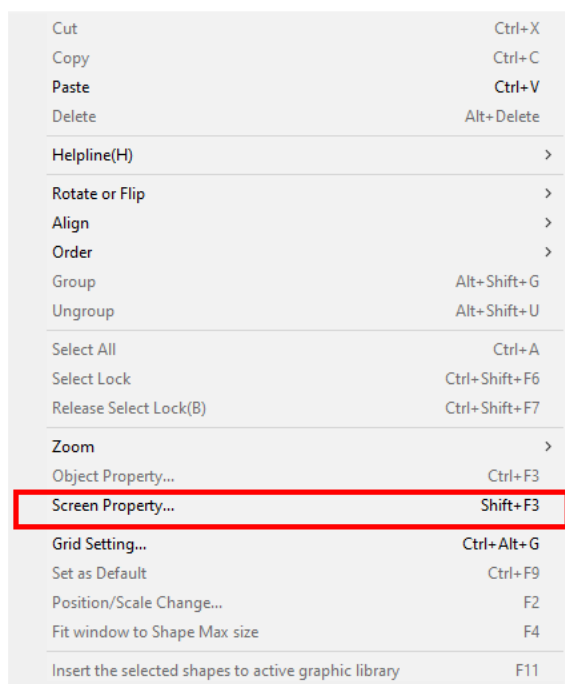 Cut Ctrl+X
Copy Ctrl+C
Paste Ctrl+V
Delete Alt+Delete
Helpline(H)
Rotate or Flip
Align
Order
Group Alt+Shift+G
Ungroup Alt+Shift+U
Select All Ctrl+A
Select Lock Ctrl+Shift+F6
Release Select Lock(B) Ctrl+Shift+F7
Zoom
Object Property... Ctrl+F3
Screen Property... Shift+F3
Grid Setting... Ctrl+Alt+G
Set as Default Ctrl+F9
Position/Scale Change... F2
Fit window to Shape Max size F4
Insert the selected shapes to active graphic library F11